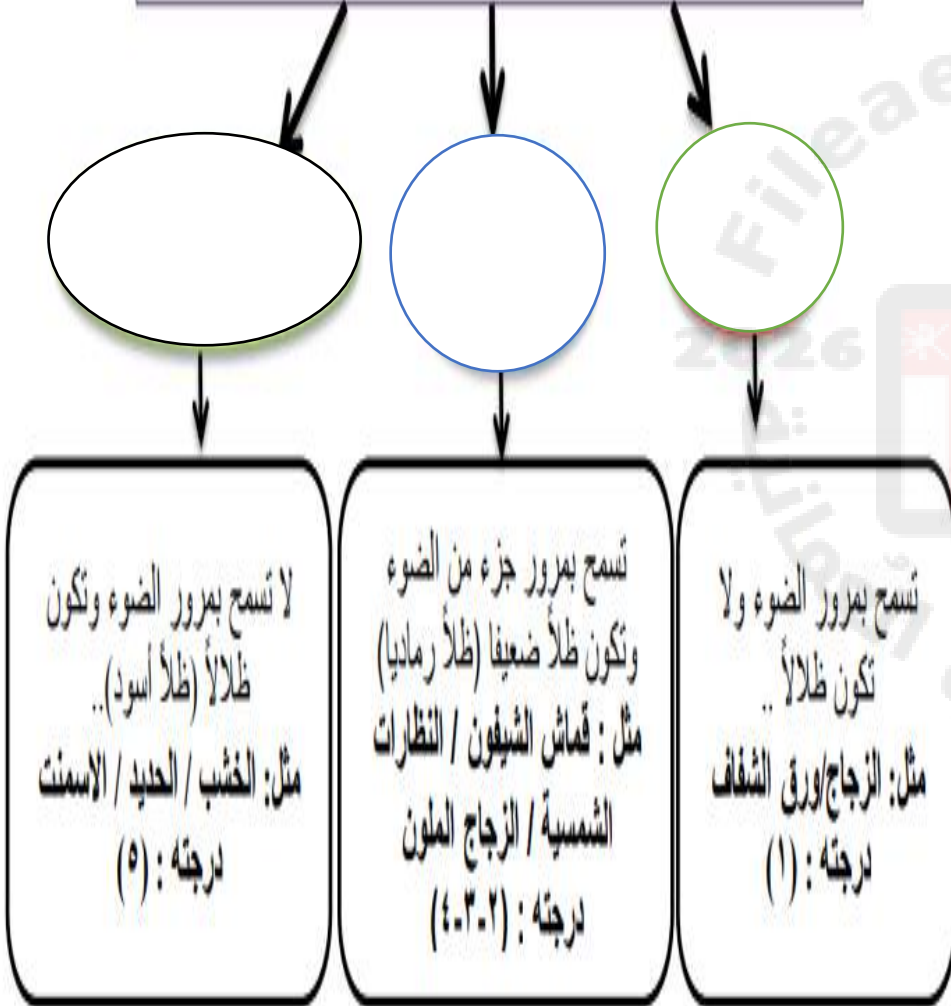 تسمح بمرور الضوء ولا
تكون ظلالاً ..
مثل: الزجاج/ورق الشفاف
درجته : (١)
تسمح بمرور جزء من الضوء
وتكون ظلاً ضعيفا (ظلاً رماديا)
مثل : قماش الشيفون / النظارات
الشمسية / الزجاج الملون
درجته : (٢-٣-٤)
لا تسمح بمرور الضوء وتكون
ظلالاً (ظلاً أسود)..
مثل: الخشب / الحديد / الاسمنت
درجته : (٥)
2026